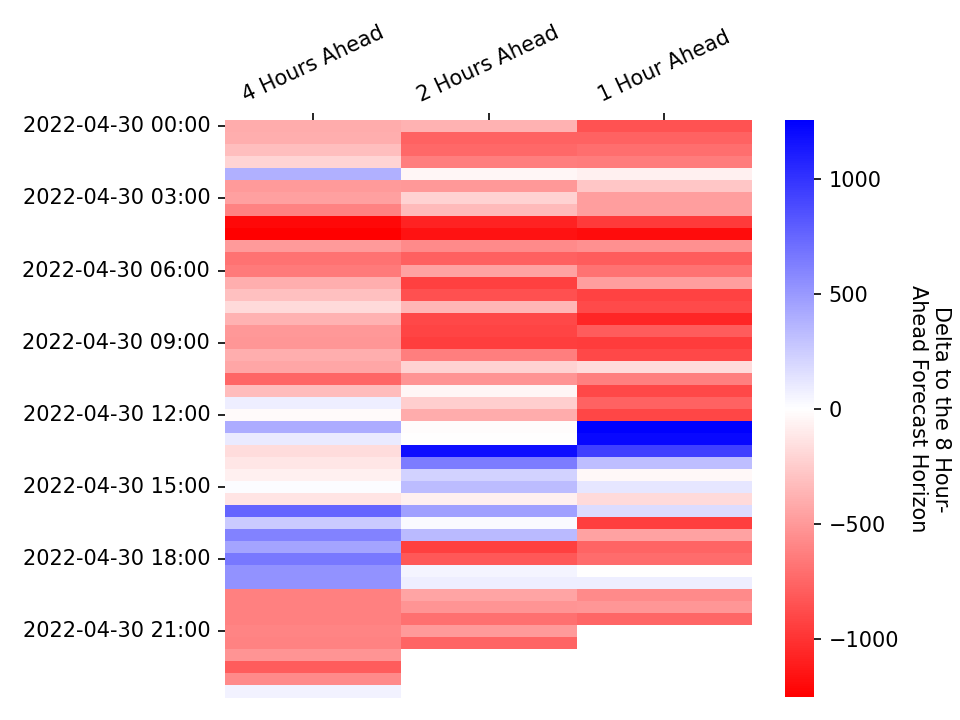 4 Hours Ahead
2 Hours Ahead
1 Hour Ahead
2022-04-30 00:00
2022-04-30 03:00
2022-04-30 06:00
2022-04-30 09:00
2022-04-30 12:00
2022-04-30 15:00
2022-04-30 18:00
2022-04-30 21:00
1000
500
0
−500
−1000
Delta to the 8 Hour-
Ahead Forecast Horizon